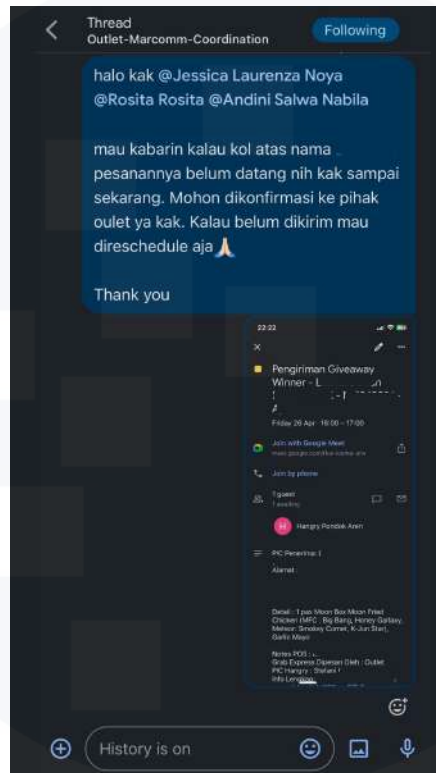 Thread
Outlet-Marcomm-Coordination
Following
halo kak @Jessica Laurenza Noya
@Rosita Rosita @Andini Salwa Nabila
mau kabarin kalau kol atas nama
pesanannya belum datang nih kak sampai
sekarang. Mohon dikonfirmasi ke pihak
oulet ya kak. Kalau belum dikirim mau
direschedule aja 🙏🏻
Thank you
22:22
Pengiriman Giveaway
Winner - L
Friday 26 Apr · 16:00 – 17:00
Join with Google Meet
Join by phone
1 guest
1 awaiting
H
Hangry Pondok Aren
PIC Penerima:
Alamat
Detail : 1 pax Moon Box Moon Fried
Chicken (MFC : Big Bang, Honey Gallaxy,
Meteor Smokey Comet, K-Jun Star),
Garlic Mayo
Notes POS :
Grab Express Dipesan Oleh : Outlet
PIC Hangry : Stefani
Info Lengkap
History is on